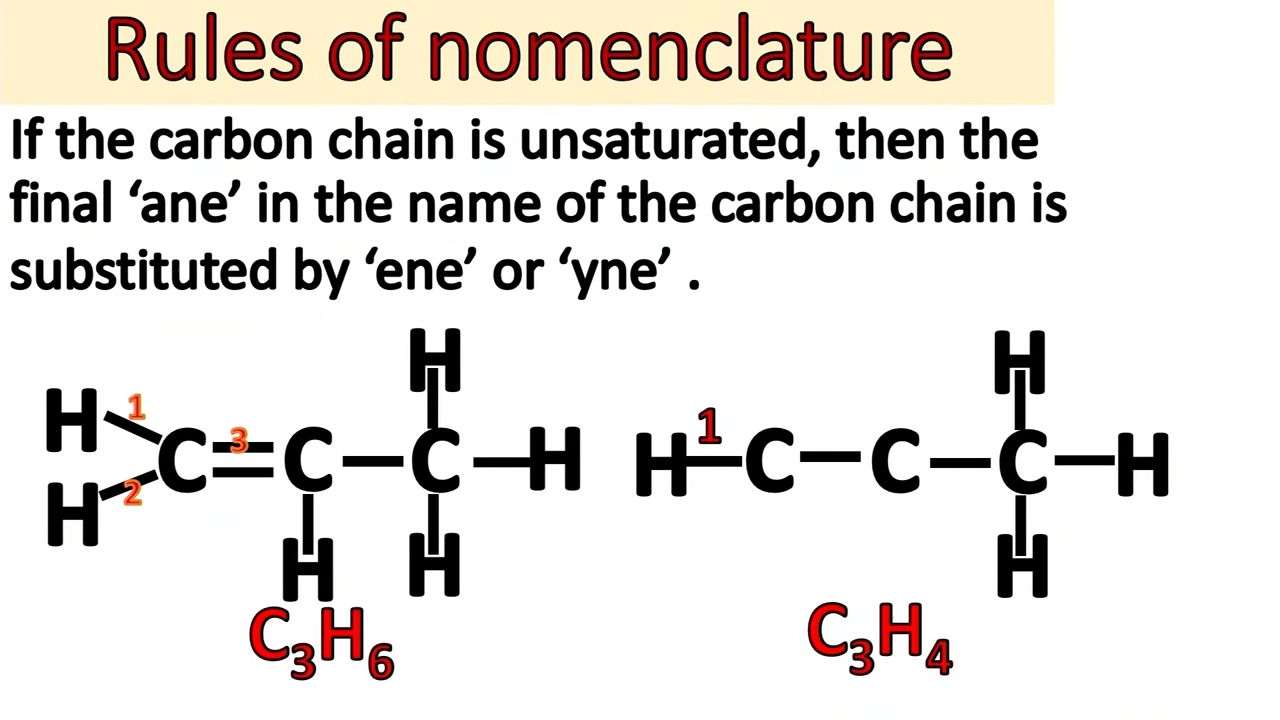 Rules of nomenclature
If the carbon chain is unsaturated, then the
final ‘ane’ in the name of the carbon chain is
substituted by ‘ene’ or ‘yne’ .
H H
H 1 1
C 3 C C H H C C C H
H 2
H H H
C₃H₆ C₃H₄